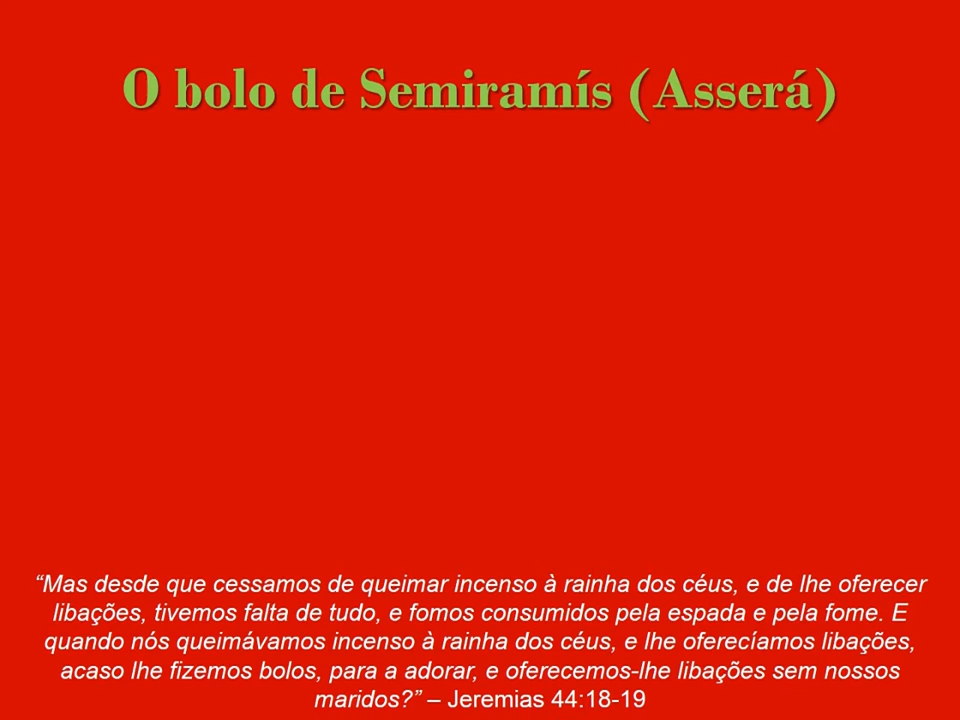 O bolo de Semiramís (Asserá)
“Mas desde que cessamos de queimar incenso à rainha dos céus, e de lhe oferecer
libações, tivemos falta de tudo, e fomos consumidos pela espada e pela fome. E
quando nós queimávamos incenso à rainha dos céus, e lhe oferecíamos libações,
acaso lhe fizemos bolos, para a adorar, e oferecemos-lhe libações sem nossos
maridos?” – Jeremias 44:18-19